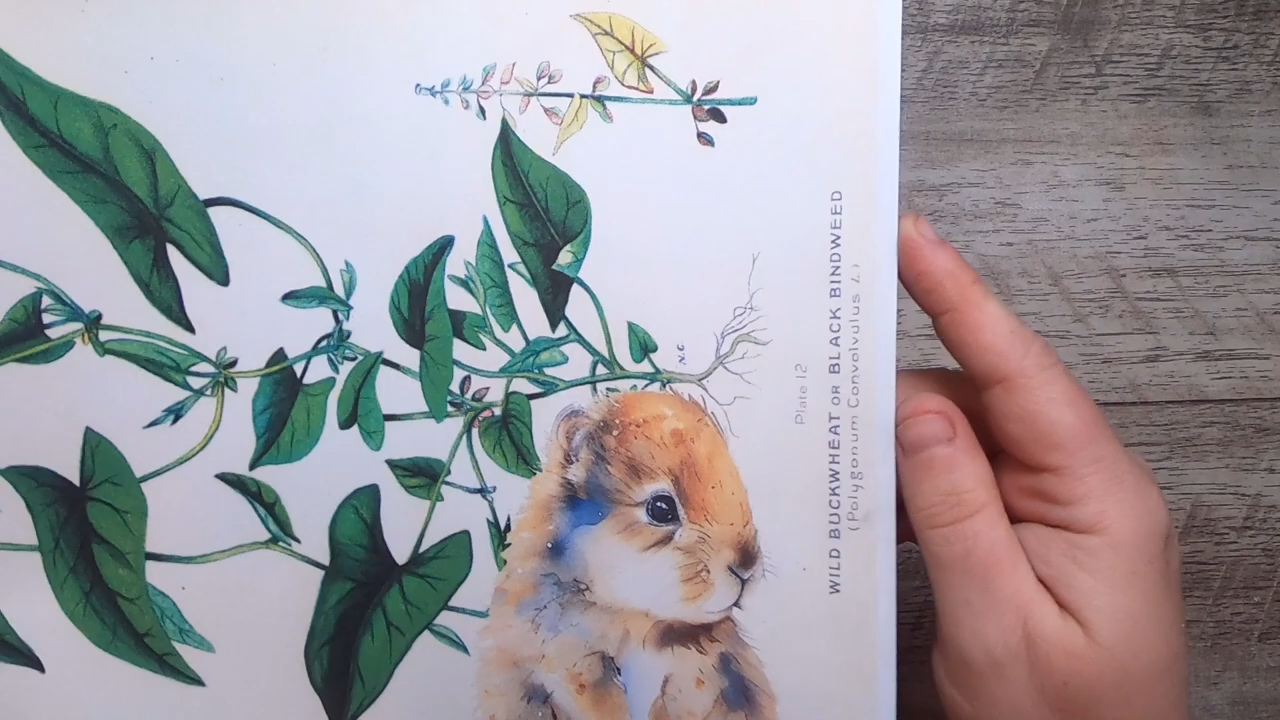 N.C
Plate 12
WILD BUCKWHEAT OR BLACK BINDWEED
(Polygonum Convolvulus L.)